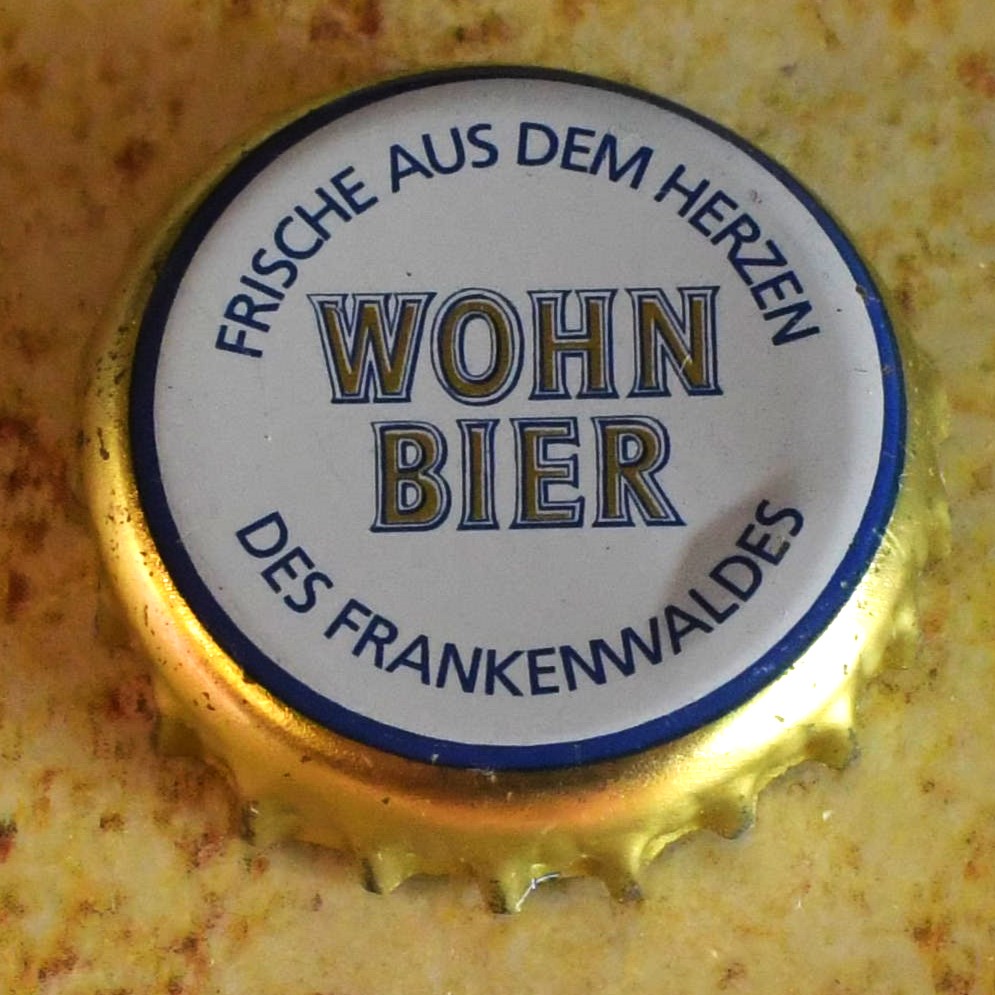 FRISCHE AUS DEM HERZEN
WOHN
BIER
DES FRANKENWALDES